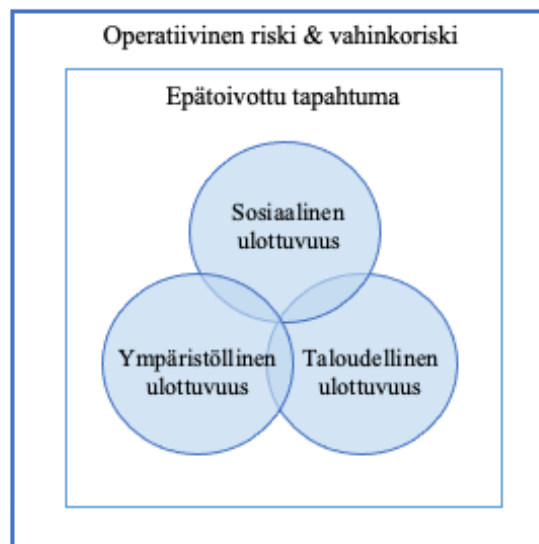 Operatiivinen riski & vahinkoriski
Epätoivottu tapahtuma
Sosiaalinen
ulottuvuus
Ympäristöllinen
ulottuvuus
Taloudellinen
ulottuvuus